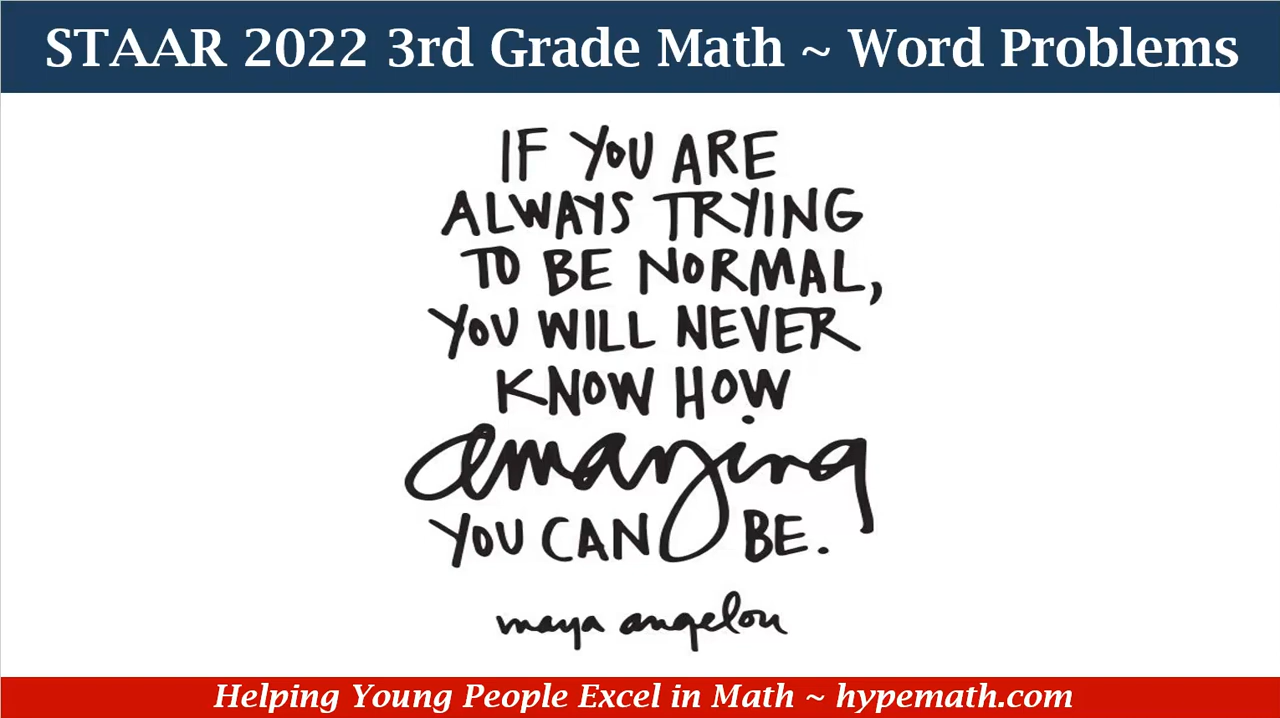 STAAR 2022 3rd Grade Math ~ Word Problems
IF YOU ARE
ALWAYS TRYING
TO BE NORMAL,
YOU WILL NEVER
KNOW HOW
amazing
YOU CAN BE.
maya angelou
Helping Young People Excel in Math ~ hypemath.com